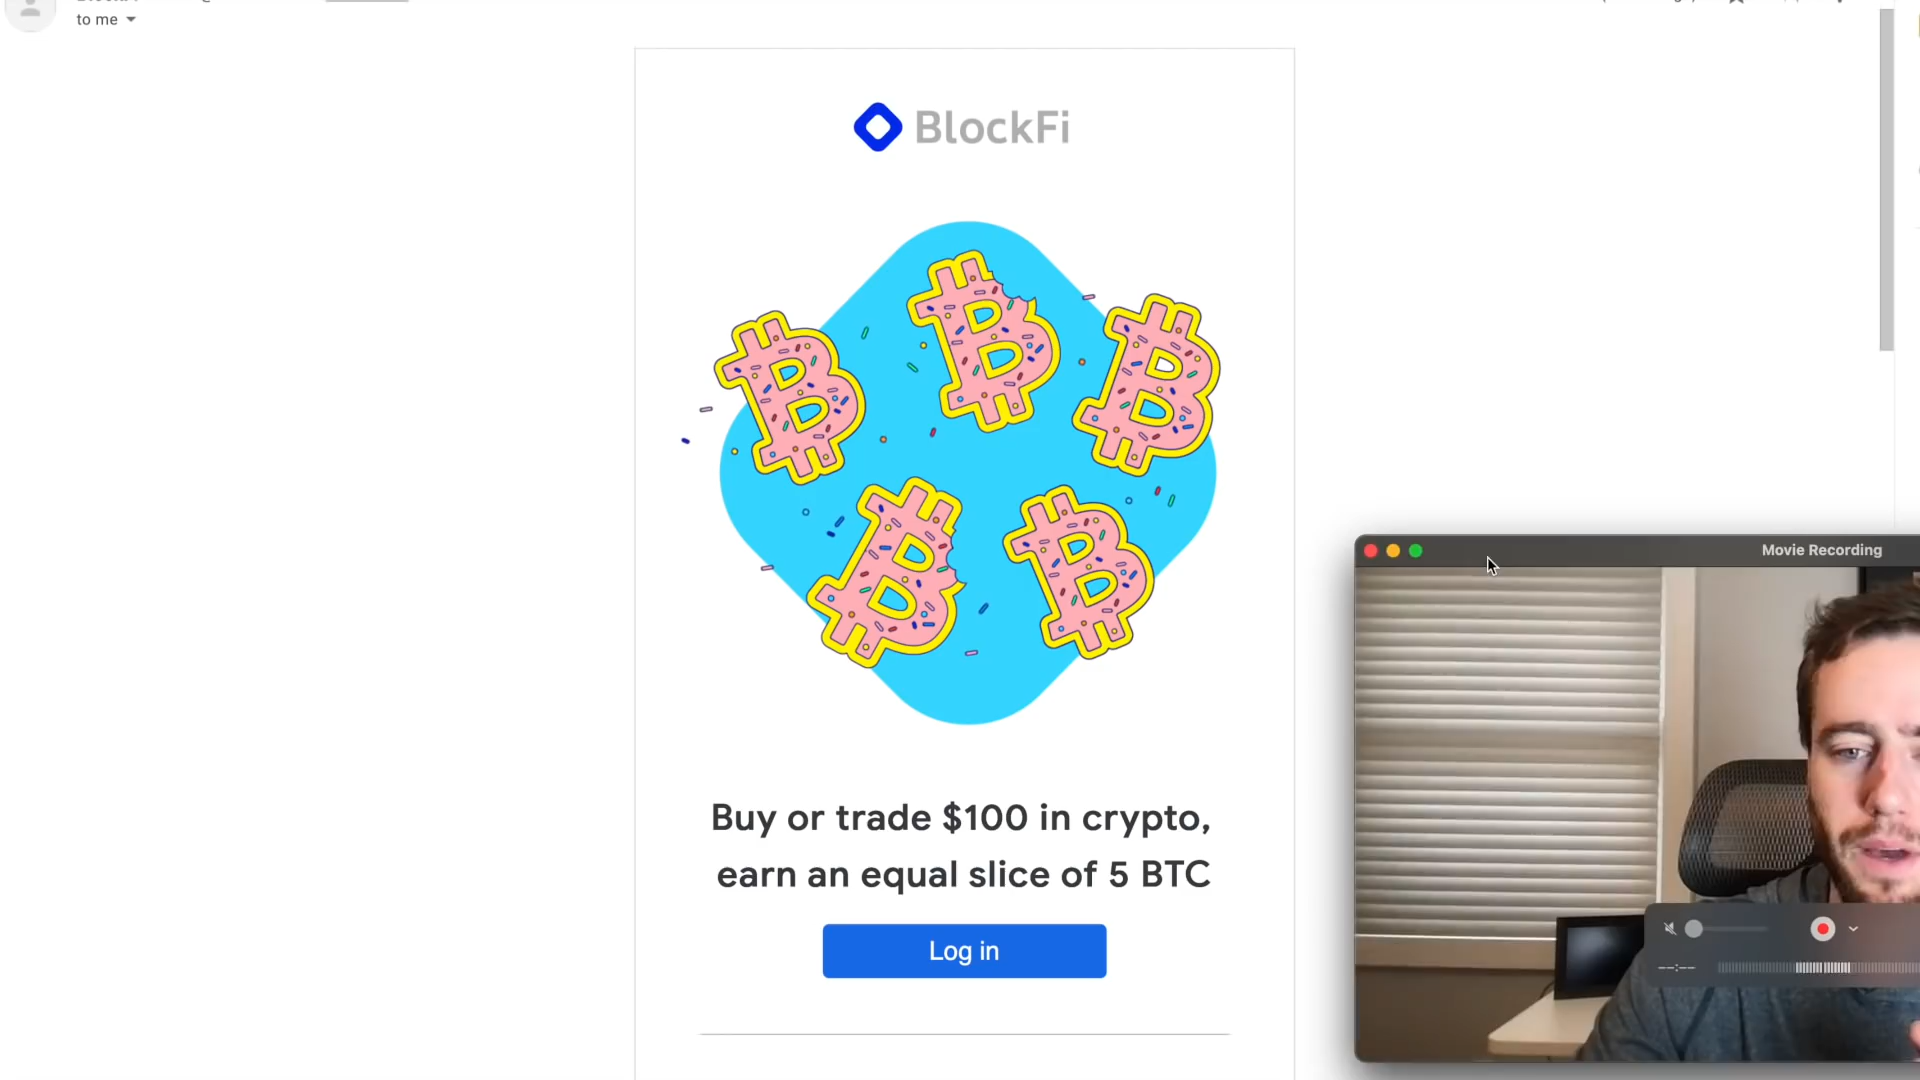 to me
BlockFi
Movie Recording
Buy or trade $100 in crypto,
earn an equal slice of 5 BTC
Log in
--:--